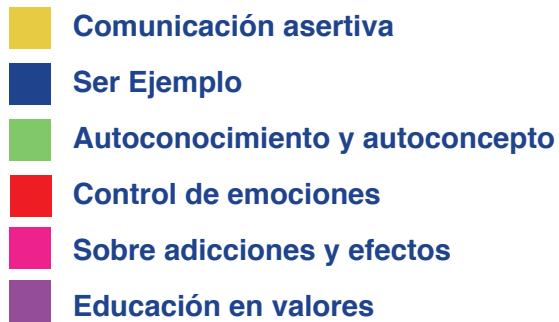 Comunicación asertiva
Ser Ejemplo
Autoconocimiento y autoconcepto
Control de emociones
Sobre adicciones y efectos
Educación en valores